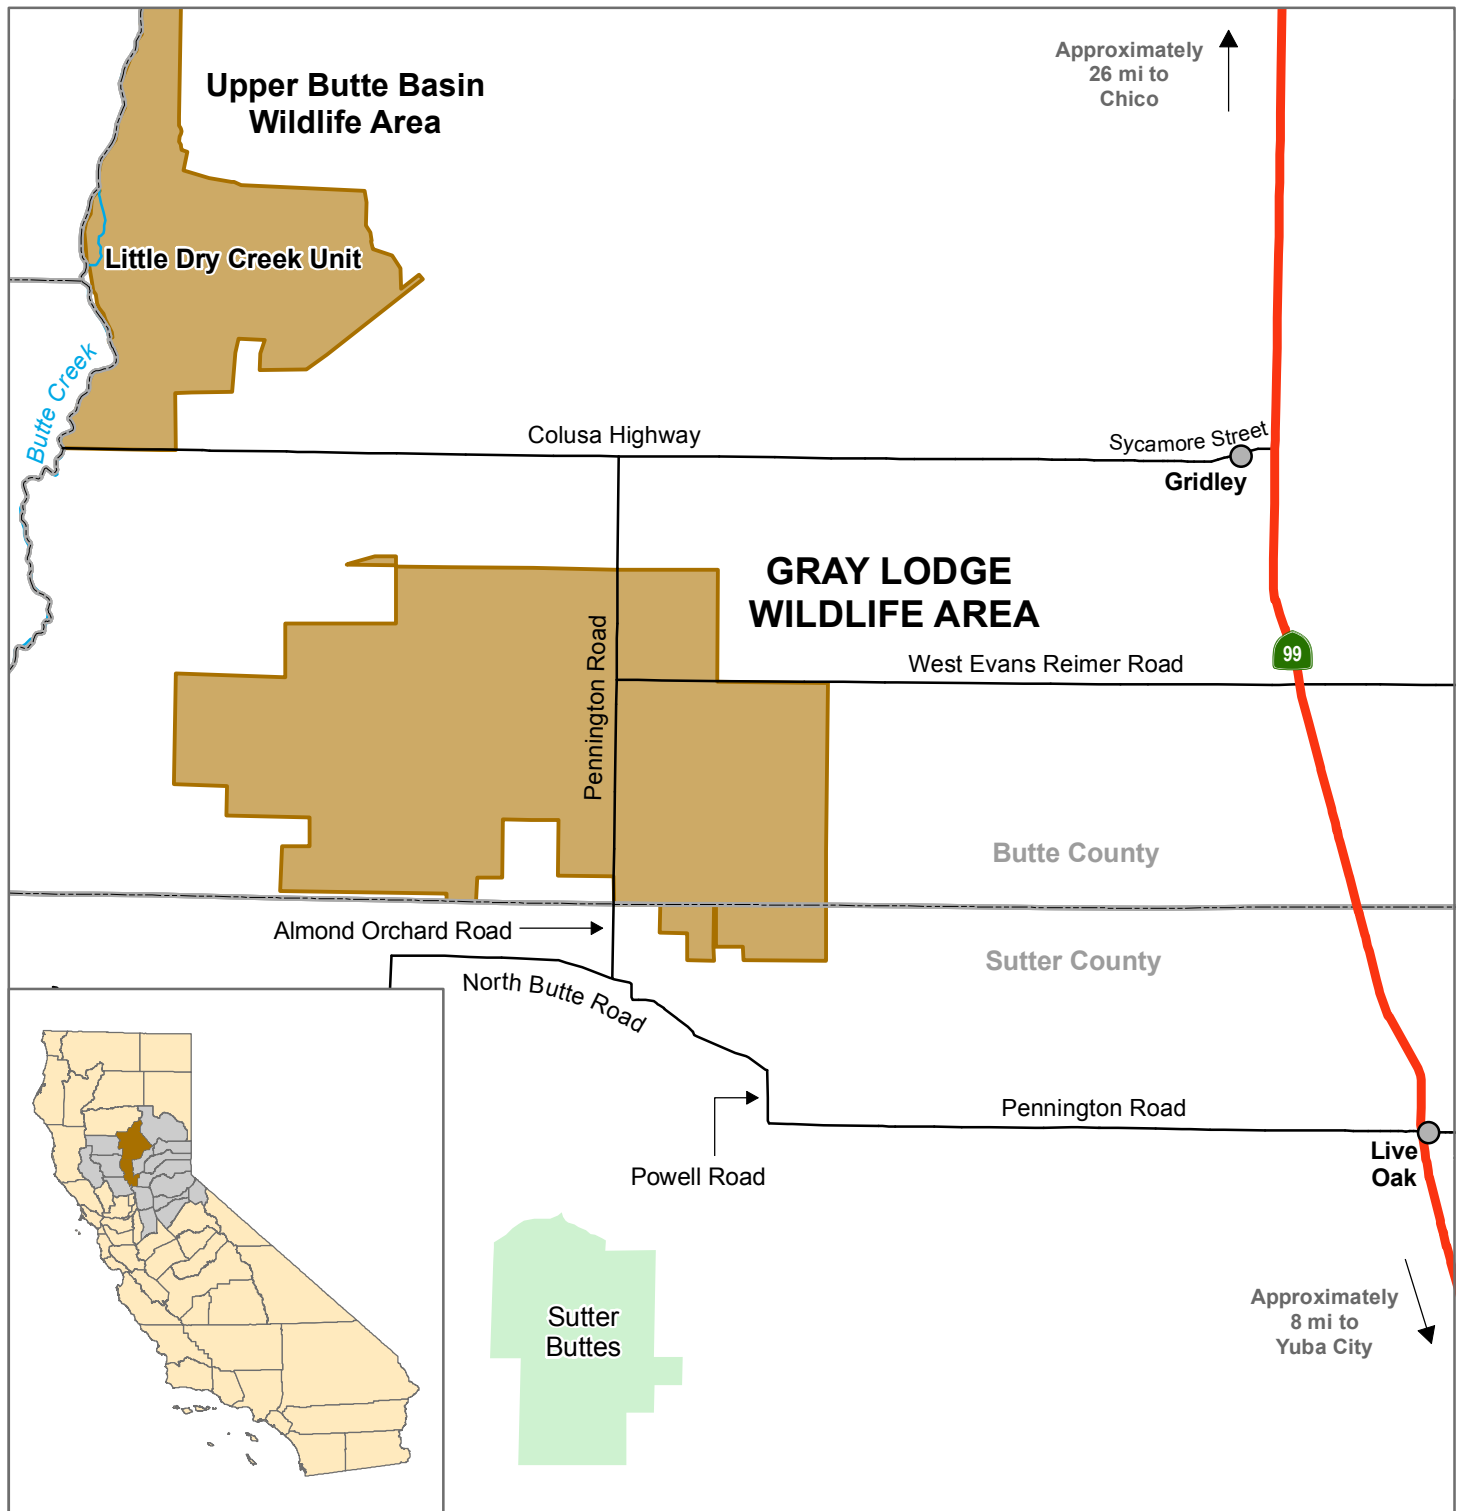 Approximately
26 mi to
Chico
Upper Butte Basin
Wildlife Area
Little Dry Creek Unit
Butte Creek
Colusa Highway
Sycamore Street
Gridley
GRAY LODGE
WILDLIFE AREA
Pennington Road
West Evans Reimer Road
99
Butte County
Almond Orchard Road
Sutter County
North Butte Road
Pennington Road
Live
Oak
Powell Road
Sutter
Buttes
Approximately
8 mi to
Yuba City